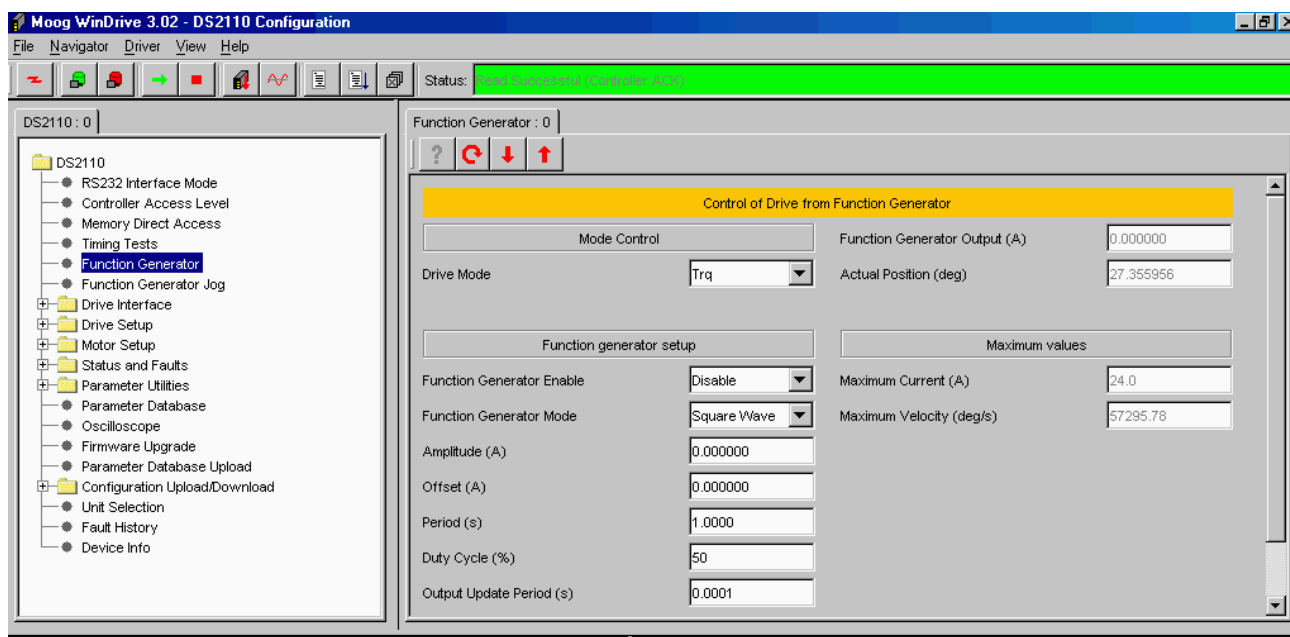 Moog WinDrive 3.02 - DS2110 Configuration
File Navigator Driver View Help
Status: Read Successful (Controller ACK)
DS2110 : 0
DS2110
RS232 Interface Mode
Controller Access Level
Memory Direct Access
Timing Tests
Function Generator
Function Generator Jog
Drive Interface
Drive Setup
Motor Setup
Status and Faults
Parameter Utilities
Parameter Database
Oscilloscope
Firmware Upgrade
Parameter Database Upload
Configuration Upload/Download
Unit Selection
Fault History
Device Info
Function Generator : 0
?
Control of Drive from Function Generator
Mode Control
Function Generator Output (A) 0.000000
Drive Mode Trq
Actual Position (deg) 27.355956
Function generator setup
Maximum values
Function Generator Enable Disable
Maximum Current (A) 24.0
Function Generator Mode Square Wave
Maximum Velocity (deg/s) 57295.78
Amplitude (A) 0.000000
Offset (A) 0.000000
Period (s) 1.0000
Duty Cycle (%) 50
Output Update Period (s) 0.0001